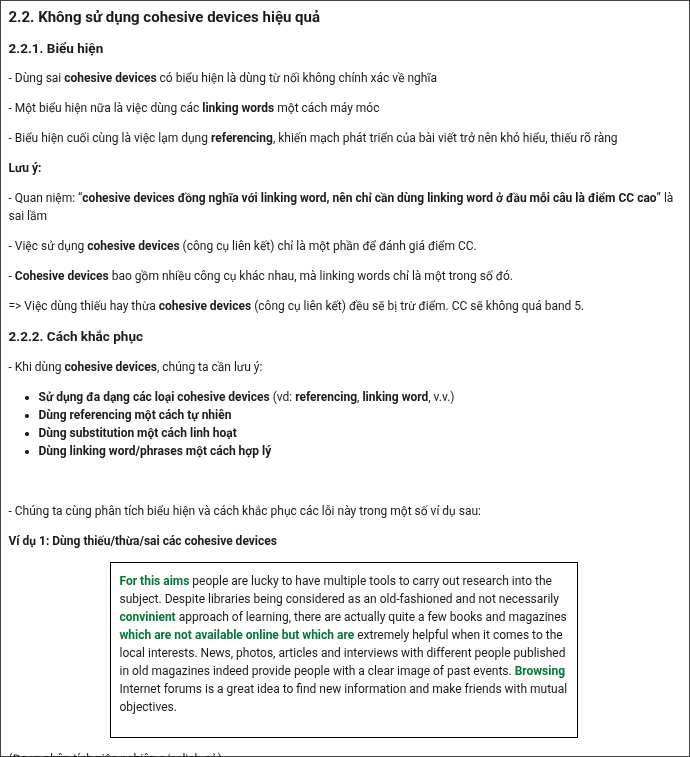 2.2. Không sử dụng cohesive devices hiệu quả
2.2.1. Biểu hiện
- Dùng sai cohesive devices có biểu hiện là dùng từ nối không chính xác về nghĩa
- Một biểu hiện nữa là việc dùng các linking words một cách máy móc
- Biểu hiện cuối cùng là việc lạm dụng referencing, khiến mạch phát triển của bài viết trở nên khó hiểu, thiếu rõ ràng
Lưu ý:
- Quan niệm: “cohesive devices đồng nghĩa với linking word, nên chỉ cần dùng linking word ở đầu mỗi câu là điểm CC cao” là
sai lầm
- Việc sử dụng cohesive devices (công cụ liên kết) chỉ là một phần để đánh giá điểm CC.
- Cohesive devices bao gồm nhiều công cụ khác nhau, mà linking words chỉ là một trong số đó.
=> Việc dùng thiếu hay thừa cohesive devices (công cụ liên kết) đều sẽ bị trừ điểm. CC sẽ không quá band 5.
2.2.2. Cách khắc phục
- Khi dùng cohesive devices, chúng ta cần lưu ý:
• Sử dụng đa dạng các loại cohesive devices (vd: referencing, linking word, v.v.)
• Dùng referencing một cách tự nhiên
• Dùng substitution một cách linh hoạt
• Dùng linking word/phrases một cách hợp lý
- Chúng ta cùng phân tích biểu hiện và cách khắc phục các lỗi này trong một số ví dụ sau:
Ví dụ 1: Dùng thiếu/thừa/sai các cohesive devices
For this aims people are lucky to have multiple tools to carry out research into the
subject. Despite libraries being considered as an old-fashioned and not necessarily
convinient approach of learning, there are actually quite a few books and magazines
which are not available online but which are extremely helpful when it comes to the
local interests. News, photos, articles and interviews with different people published
in old magazines indeed provide people with a clear image of past events. Browsing
Internet forums is a great idea to find new information and make friends with mutual
objectives.